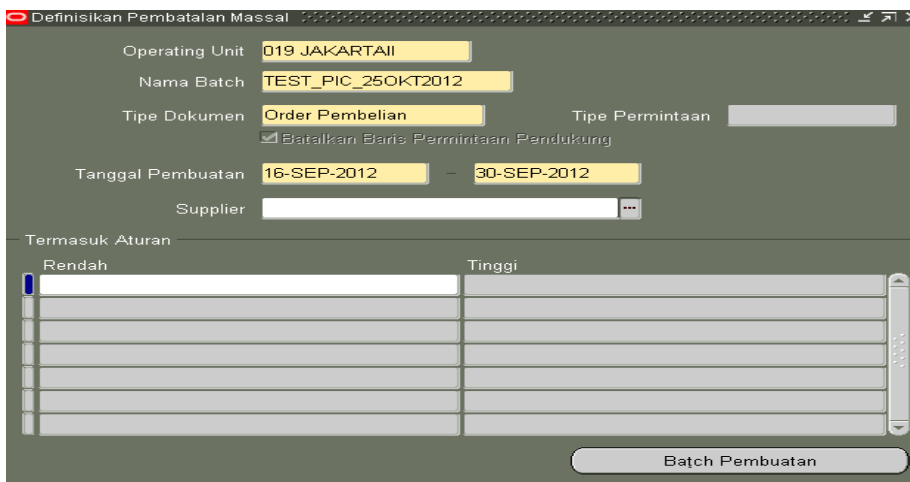 Definisikan Pembatalan Massal
Operating Unit 019 JAKARTAII
Nama Batch TEST_PIC_25OKT2012
Tipe Dokumen Order Pembelian Tipe Permintaan
Batalkan Baris Permintaan Pendukung
Tanggal Pembuatan 16-SEP-2012 - 30-SEP-2012
Supplier
Termasuk Aturan
Rendah Tinggi
Batch Pembuatan